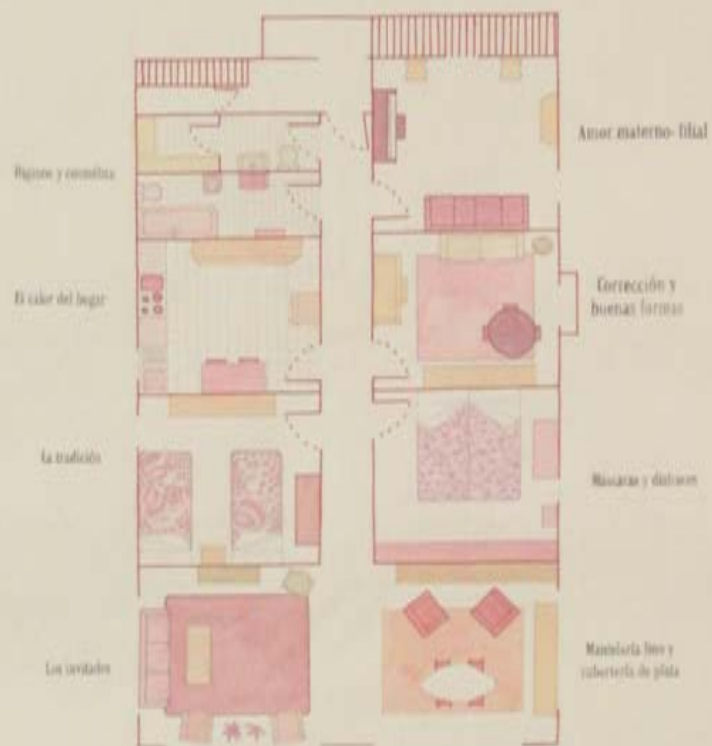 Amor materno- filial
Higiene y cosmética
El calor del hogar
Corrección y
buenas formas
La tradición
Máscaras y disfraces
Los invitados
Mantelería fina y
cubertería de plata